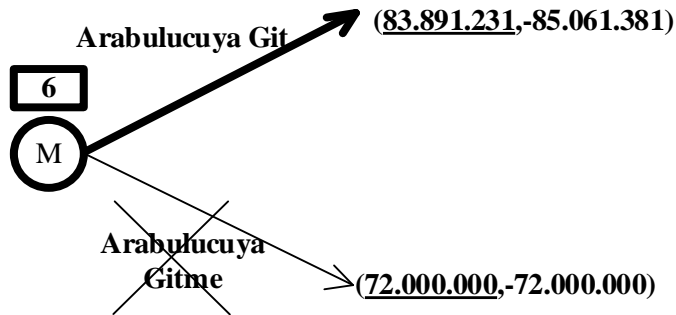 (83.891.231,-85.061.381)
Arabulucuya Git
6
M
Arabulucuya
Gitme
(72.000.000,-72.000.000)